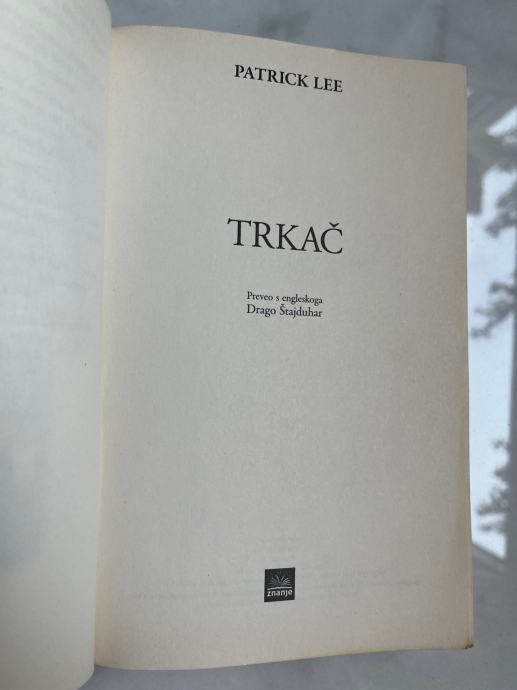 PATRICK LEE
TRKAČ
Preveo s engleskoga
Drago Štajduhar
znanje